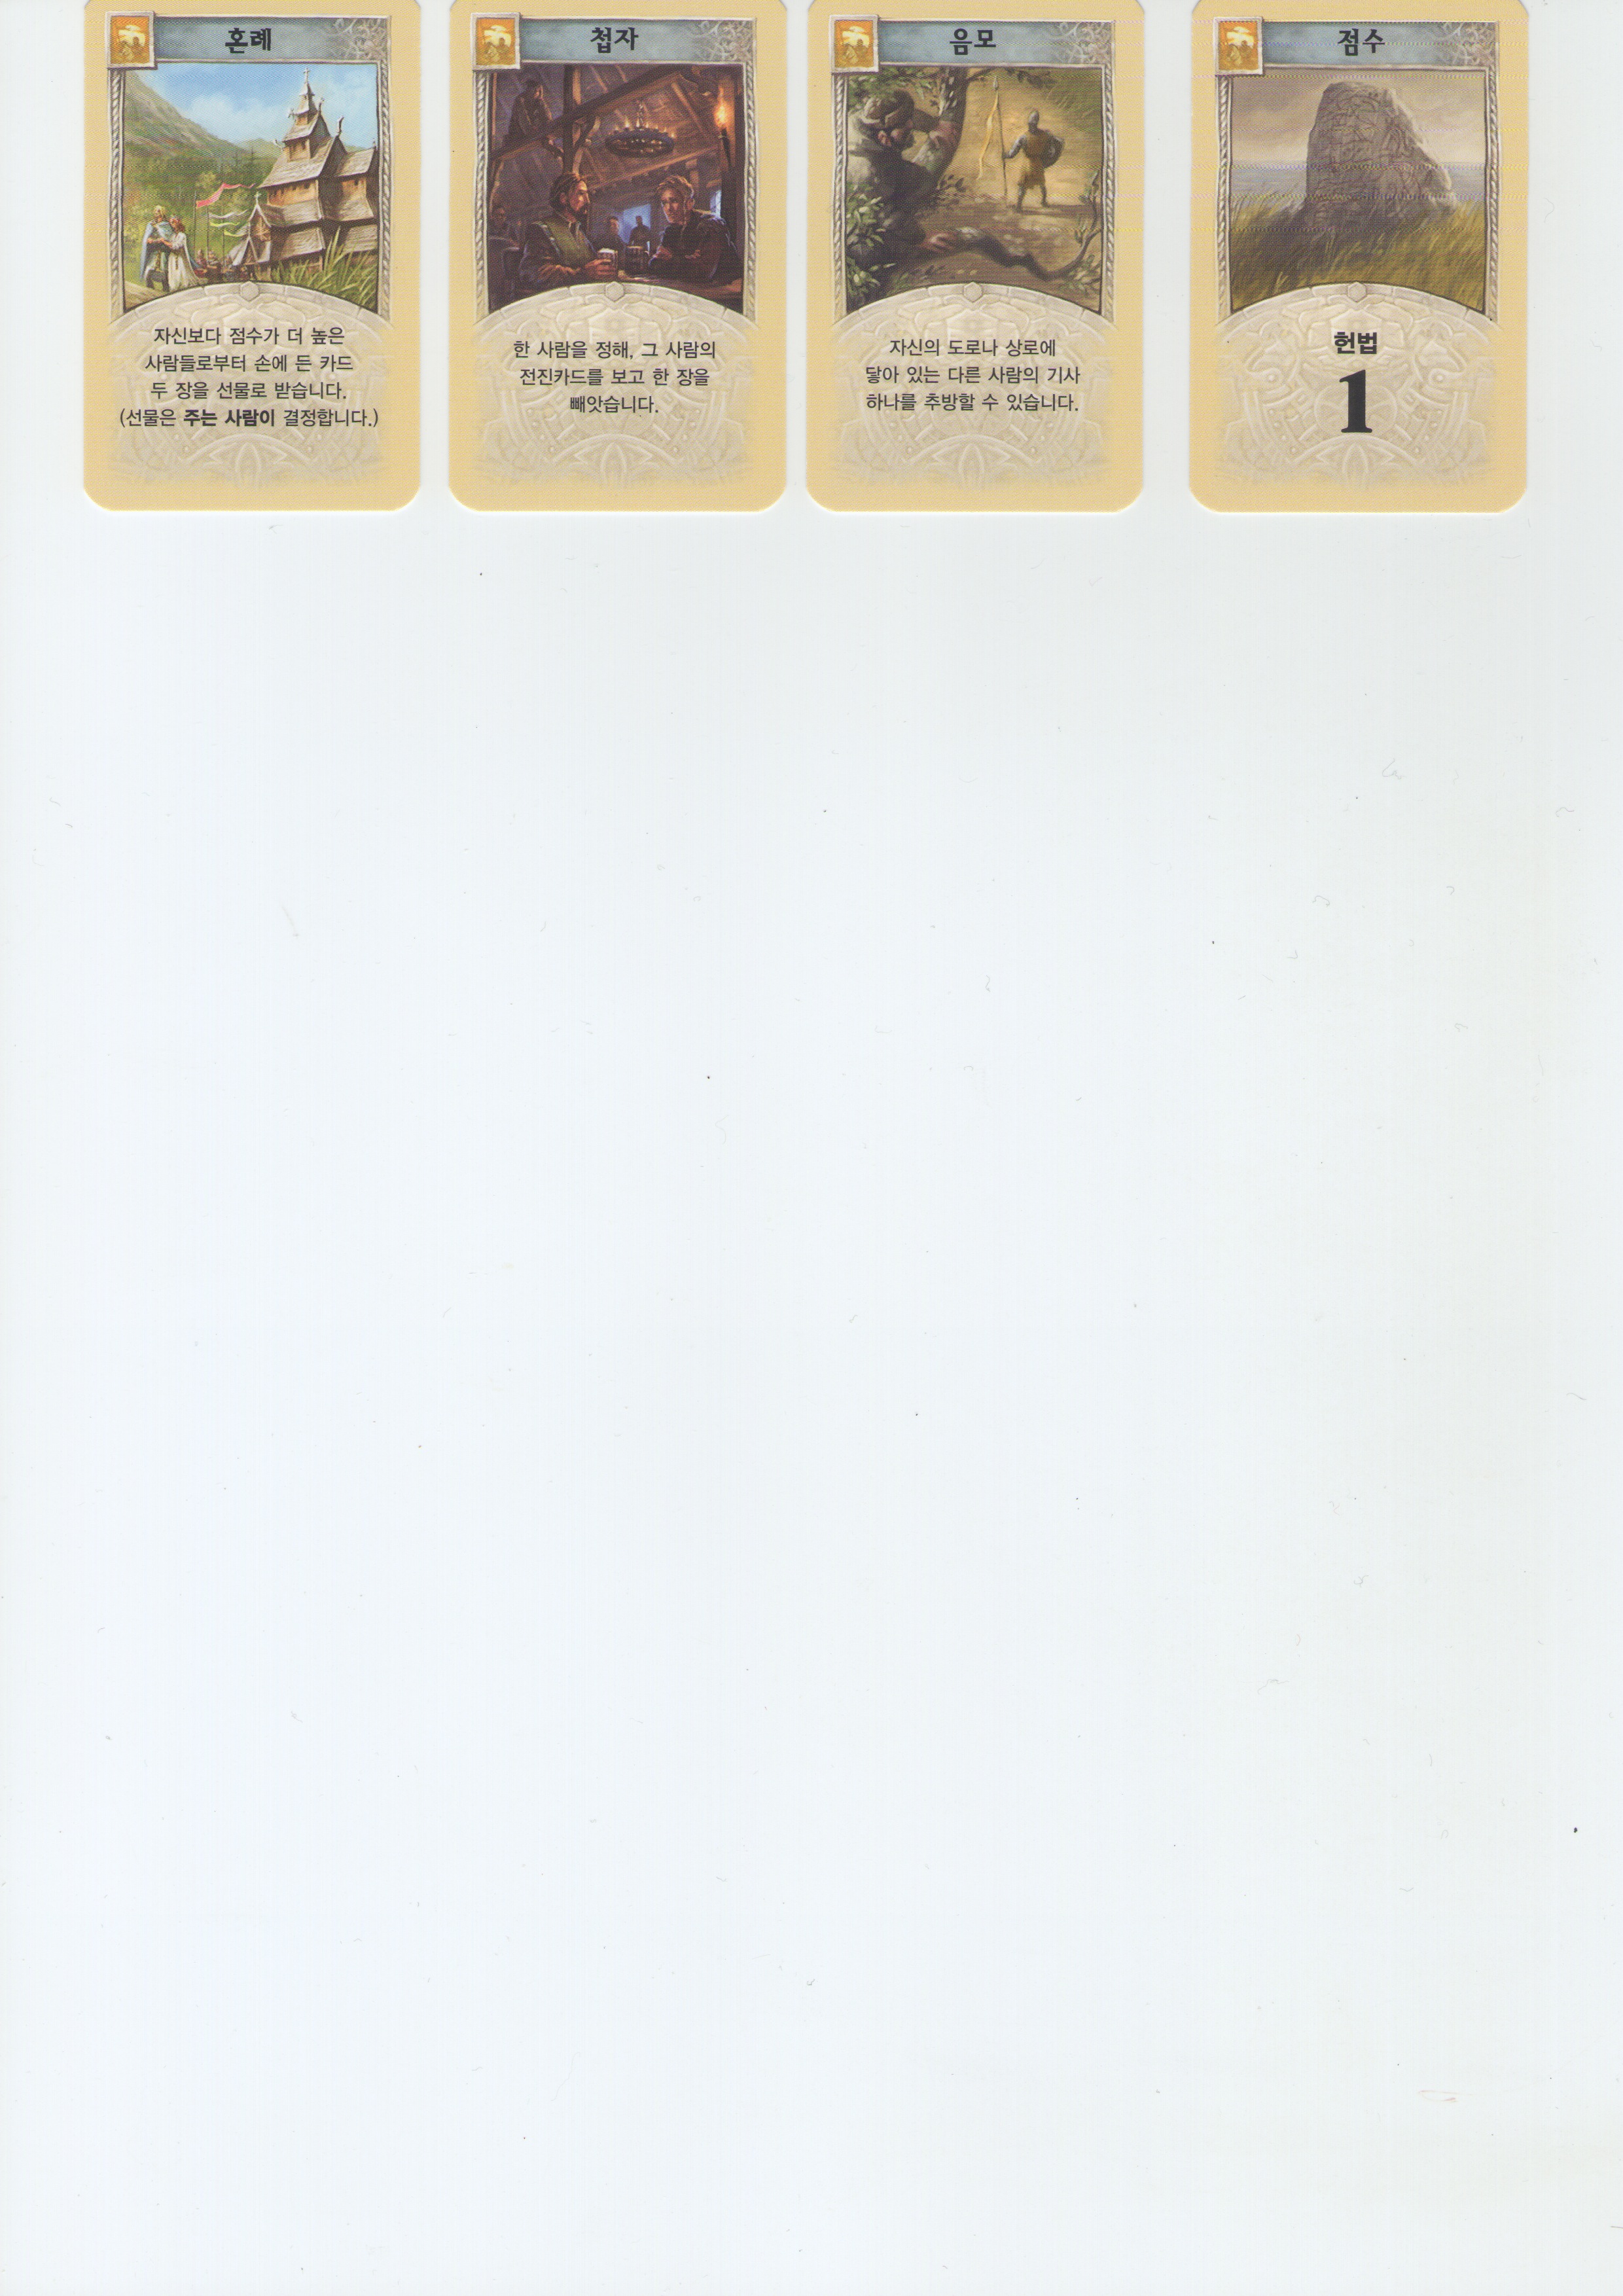 혼례
자신보다 점수가 더 높은
사람들로부터 손에 든 카드
두 장을 선물로 받습니다.
(선물은 주는 사람이 결정합니다.)
첩자
한 사람을 정해, 그 사람의
전진카드를 보고 한 장을
빼앗습니다.
음모
자신의 도로나 상로에
닿아 있는 다른 사람의 기사
하나를 추방할 수 있습니다.
점수
헌법
1